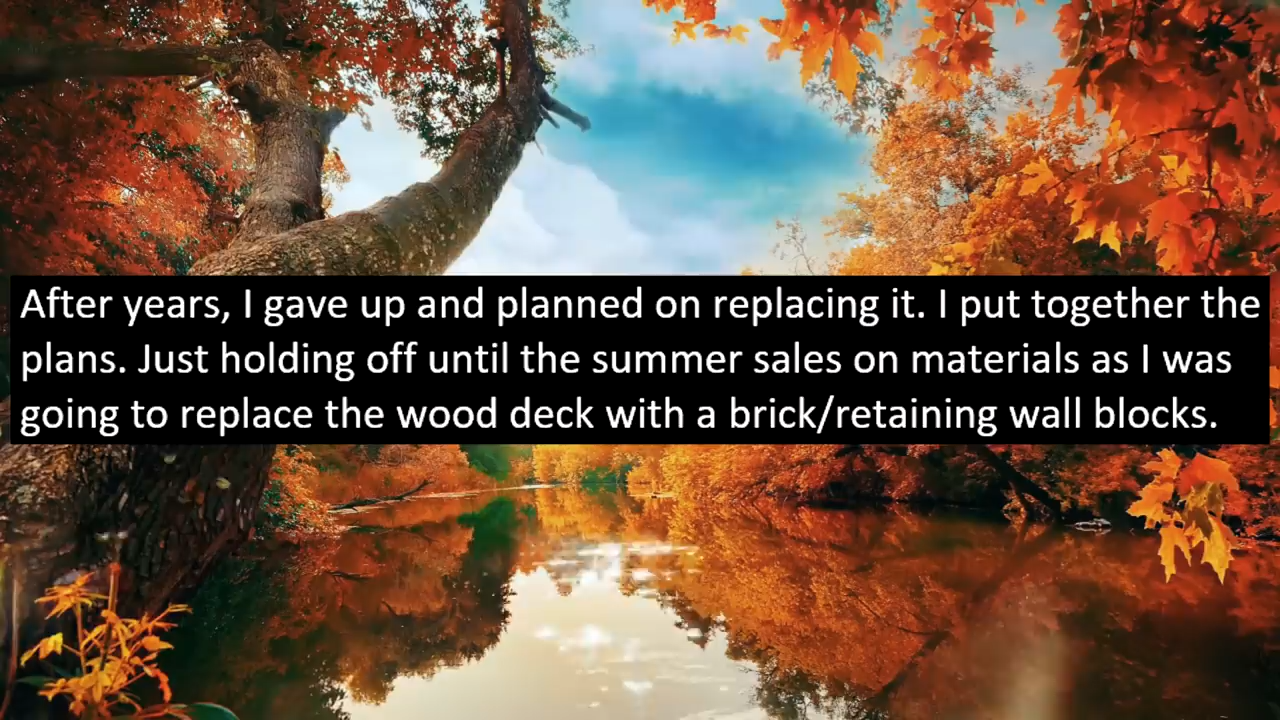 After years, I gave up and planned on replacing it. I put together the
plans. Just holding off until the summer sales on materials as I was
going to replace the wood deck with a brick/retaining wall blocks.